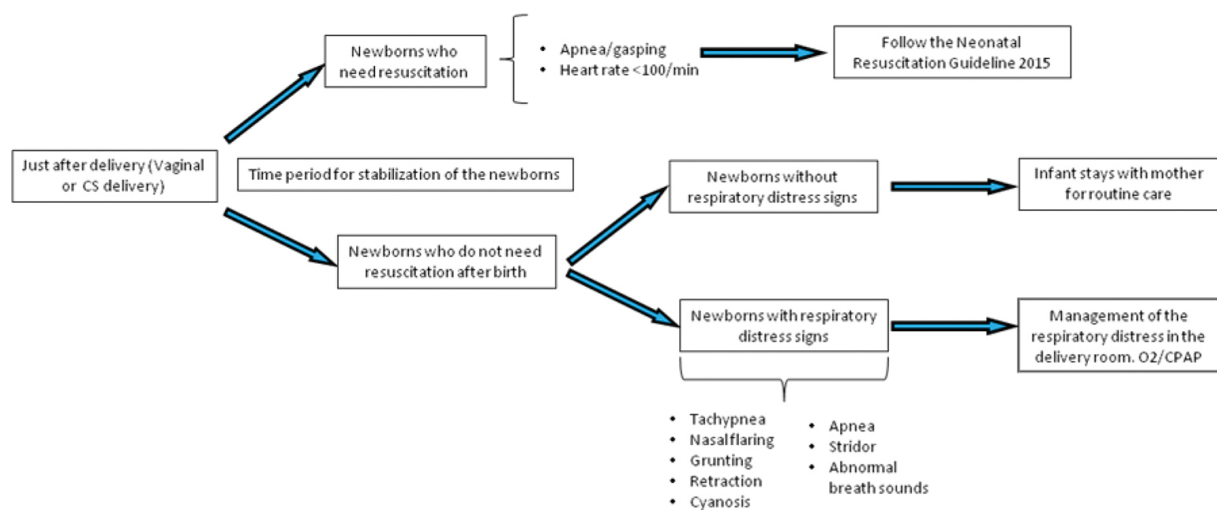 Newborns who
need resuscitation
• Apnea/gasping
• Heart rate <100/min
Follow the Neonatal
Resuscitation Guideline 2015
Just after delivery (Vaginal
or CS delivery)
Time period for stabilization of the newborns
Newborns without
respiratory distress signs
Infant stays with mother
for routine care
Newborns who do not need
resuscitation after birth
Newborns with respiratory
distress signs
Management of the
respiratory distress in the
delivery room. O2/CPAP
• Tachypnea
• Nasal flaring
• Grunting
• Retraction
• Cyanosis
• Apnea
• Stridor
• Abnormal
breath sounds